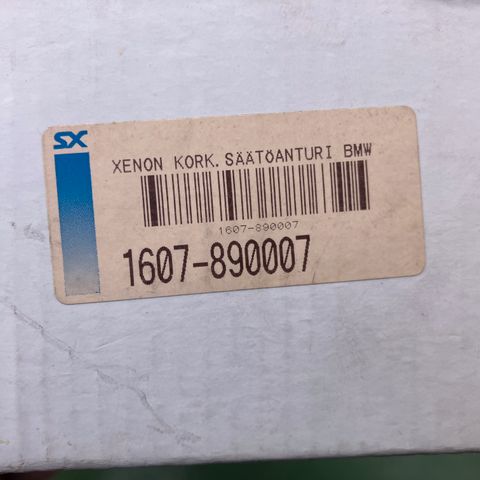 SX
XENON KORK.SÄÄTÖANTURI BMW
1607-890007
1607-890007